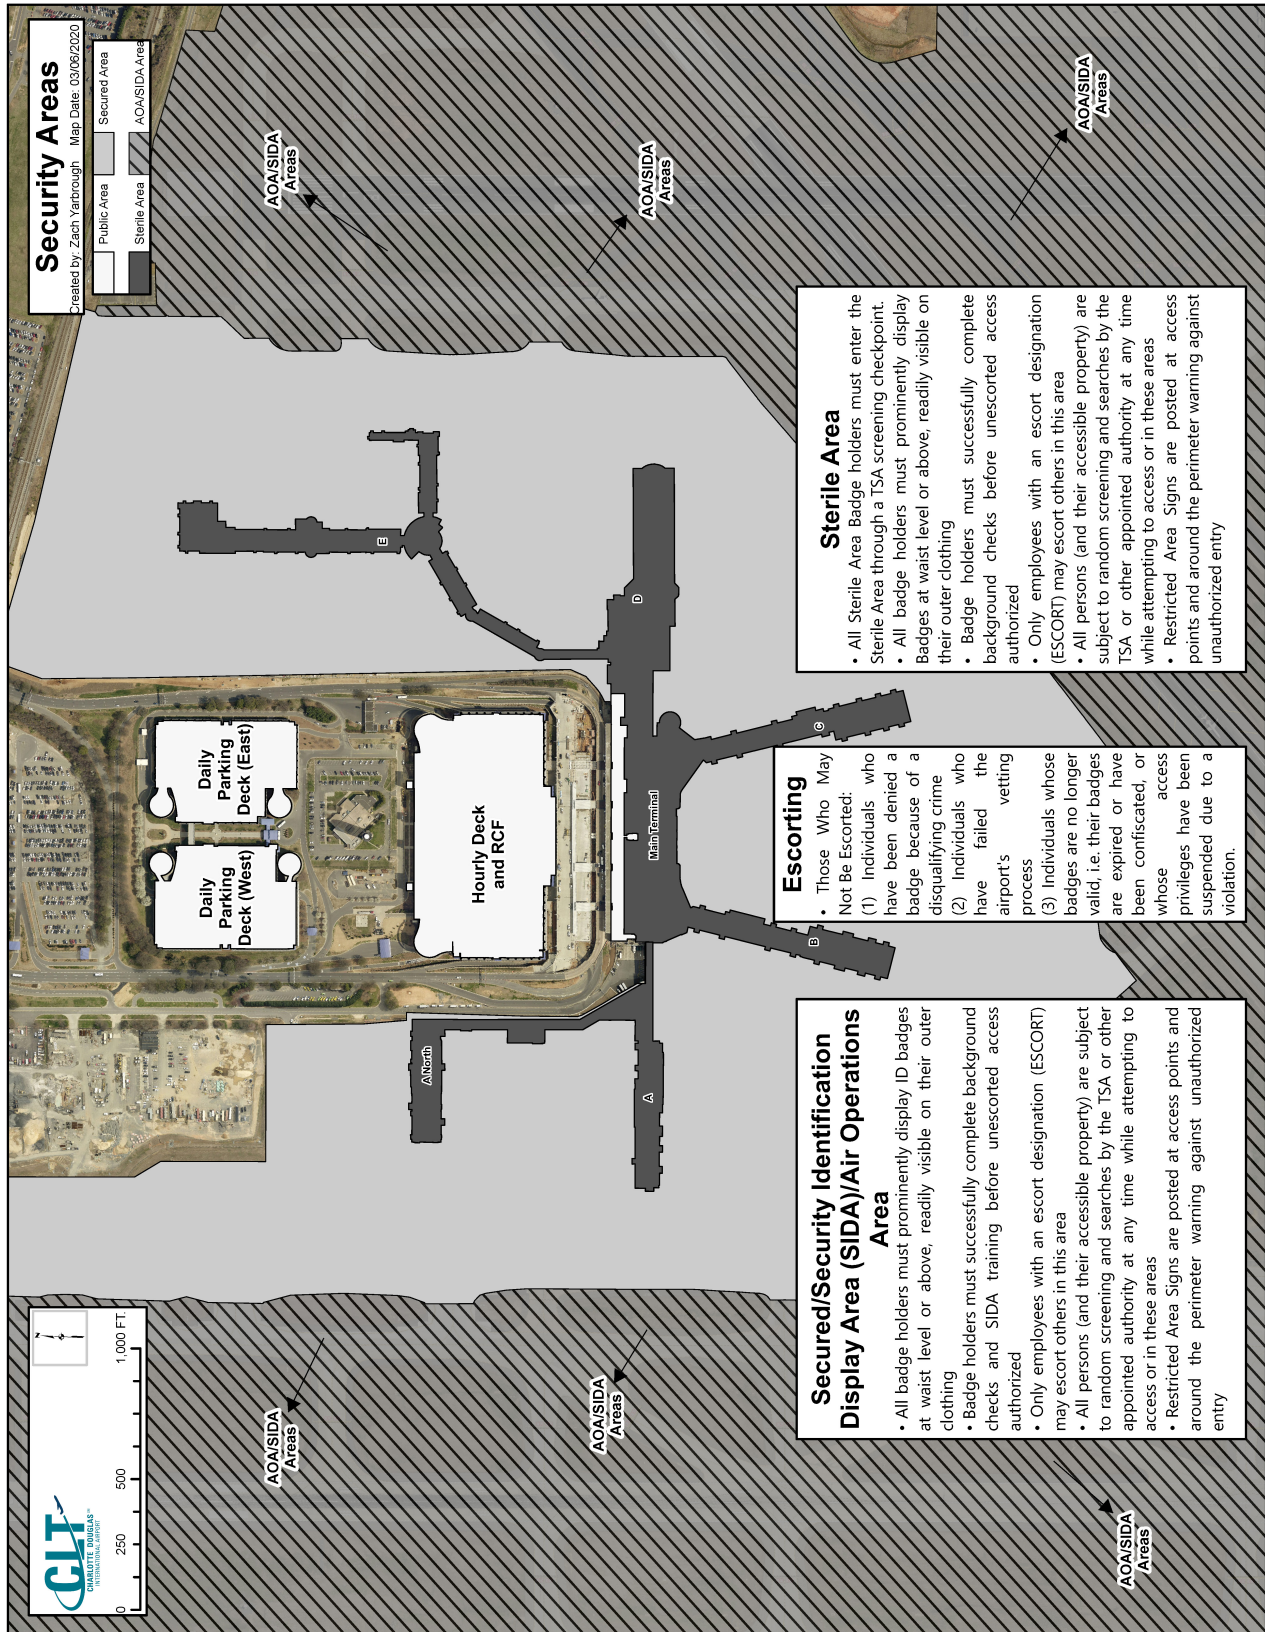 Security Areas
Created by: Zach Yarbrough Map Date: 03/06/2020
Public Area
Secured Area
Sterile Area
AOA/SIDA Area
N
CLT
CHARLOTTE DOUGLAS™
INTERNATIONAL AIRPORT
0 250 500 1,000 FT.
AOA/SIDA
Areas
AOA/SIDA
Areas
AOA/SIDA
Areas
AOA/SIDA
Areas
AOA/SIDA
Areas
AOA/SIDA
Areas
Daily
Parking
Deck (West)
Daily
Parking
Deck (East)
Hourly Deck
and RCF
A North
A
B
Main Terminal
C
D
E
Secured/Security Identification
Display Area (SIDA)/Air Operations
Area
• All badge holders must prominently display ID badges
at waist level or above, readily visible on their outer
clothing
• Badge holders must successfully complete background
checks and SIDA training before unescorted access
authorized
• Only employees with an escort designation (ESCORT)
may escort others in this area
• All persons (and their accessible property) are subject
to random screening and searches by the TSA or other
appointed authority at any time while attempting to
access or in these areas
• Restricted Area Signs are posted at access points and
around the perimeter warning against unauthorized
entry
Escorting
• Those Who May
Not Be Escorted:
(1) Individuals who
have been denied a
badge because of a
disqualifying crime
(2) Individuals who
have failed the
airport's vetting
process
(3) Individuals whose
badges are no longer
valid, i.e. their badges
are expired or have
been confiscated, or
whose access
privileges have been
suspended due to a
violation.
Sterile Area
• All Sterile Area Badge holders must enter the
Sterile Area through a TSA screening checkpoint.
• All badge holders must prominently display
Badges at waist level or above, readily visible on
their outer clothing
• Badge holders must successfully complete
background checks before unescorted access
authorized
• Only employees with an escort designation
(ESCORT) may escort others in this area
• All persons (and their accessible property) are
subject to random screening and searches by the
TSA or other appointed authority at any time
while attempting to access or in these areas
• Restricted Area Signs are posted at access
points and around the perimeter warning against
unauthorized entry